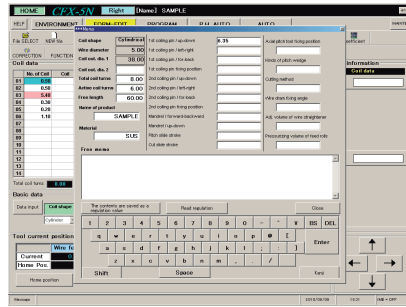 HOME CFX-5N Right [Name] SAMPLE
HELP ENVIRONMENT FORM-EDIT PROGRAM P.H. AUTO AUTO
File SELECT NEW file
CORRECTION FUNCTION
Coil data
No. of Coil Coil
01 0.50
02 0.50
03 5.40
04 0.30
05 0.20
06 1.10
07
08
09
10
11
12
13
14
Total coil turns 8.00
Basic data
Data input Coil shape
Cylinder
Tool current position
Wire fe
Current
Home Pos.
Home position
Coil shape Cylindrical
Wire diameter 5.00
Coil out. dia. 1 38.00
Coil out. dia. 2
Total coil turns 8.00
Active coil turns 6.00
Free length 60.00
Name of product
SAMPLE
Material
SUS
Free memo
1st coiling pin / up-down 6.35
1st coiling pin / left-right
1st coiling pin / for-back
1st coiling pin fixing position
2nd coiling pin / up-down
2nd coiling pin / left-right
2nd coiling pin / for-back
2nd coiling pin fixing position
Mandrel forward-backward
Mandrel / up-down
Pitch slide stroke
Cut slide stroke
Axial pitch tool fixing position
Kinds of pitch wedge
Cutting method
Wire draw fixing angle
Adj. volume of wire straightener
Pressurizing volume of feed rolls
The contents are saved as a regulation value
Read regulation
Close
1 2 3 4 5 6 7 8 9 0 - ^ ¥ BS DEL
q w e r t y u i o p @ [
a s d f g h j k l ; : ]
Enter
z x c v b n m , . /
Shift Space Kanji
information
Coil data
Message
2010/08/09